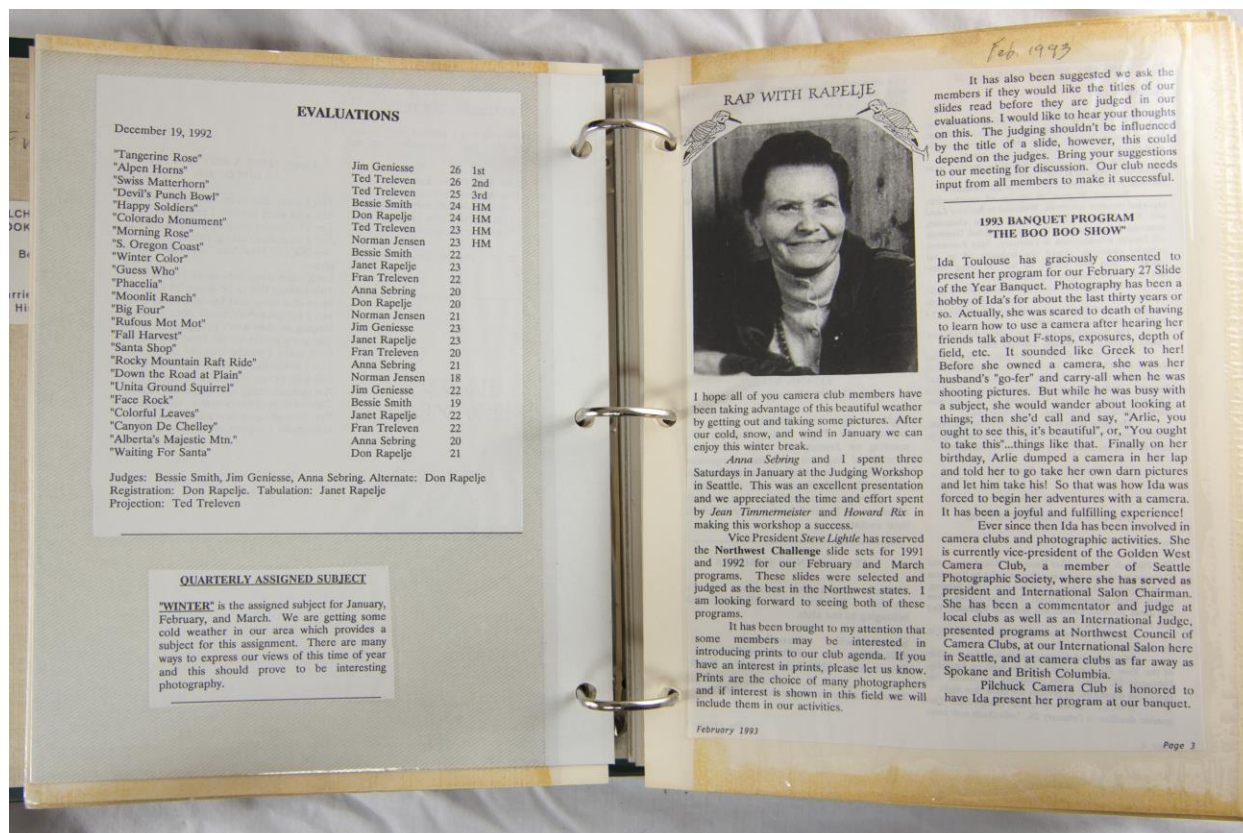 EVALUATIONS
December 19, 1992
"Tangerine Rose" Jim Geniesse 26 1st
"Alpen Horns" Ted Treleven 26 2nd
"Swiss Matterhorn" Ted Treleven 25 3rd
"Devil's Punch Bowl" Bessie Smith 24 HM
"Happy Soldiers" Don Rapelje 24 HM
"Colorado Monument" Ted Treleven 23 HM
"Morning Rose" Norman Jensen 23 HM
"S. Oregon Coast" Bessie Smith 22
"Winter Color" Janet Rapelje 23
"Guess Who" Fran Treleven 22
"Phacelia" Anna Sebring 20
"Moonlit Ranch" Don Rapelje 20
"Big Four" Norman Jensen 21
"Rufous Mot Mot" Jim Geniesse 23
"Fall Harvest" Janet Rapelje 23
"Santa Shop" Fran Treleven 20
"Rocky Mountain Raft Ride" Anna Sebring 21
"Down the Road at Plain" Norman Jensen 18
"Unita Ground Squirrel" Jim Geniesse 22
"Face Rock" Bessie Smith 19
"Colorful Leaves" Janet Rapelje 22
"Canyon De Chelley" Fran Treleven 22
"Alberta's Majestic Mtn." Anna Sebring 20
"Waiting For Santa" Don Rapelje 21
Judges: Bessie Smith, Jim Geniesse, Anna Sebring. Alternate: Don Rapelje
Registration: Don Rapelje. Tabulation: Janet Rapelje
Projection: Ted Treleven
QUARTERLY ASSIGNED SUBJECT
"WINTER" is the assigned subject for January,
February, and March. We are getting some
cold weather in our area which provides a
subject for this assignment. There are many
ways to express our views of this time of year
and this should prove to be interesting
photography.
Feb. 1993
RAP WITH RAPELJE
I hope all of you camera club members have
been taking advantage of this beautiful weather
by getting out and taking some pictures. After
our cold, snow, and wind in January we can
enjoy this winter break.
Anna Sebring and I spent three
Saturdays in January at the Judging Workshop
in Seattle. This was an excellent presentation
and we appreciated the time and effort spent
by Jean Timmermeister and Howard Rix in
making this workshop a success.
Vice President Steve Lightle has reserved
the Northwest Challenge slide sets for 1991
and 1992 for our February and March
programs. These slides were selected and
judged as the best in the Northwest states. I
am looking forward to seeing both of these
programs.
It has been brought to my attention that
some members may be interested in
introducing prints to our club agenda. If you
have an interest in prints, please let us know.
Prints are the choice of many photographers
and if interest is shown in this field we will
include them in our activities.
February 1993
It has also been suggested we ask the
members if they would like the titles of our
slides read before they are judged in our
evaluations. I would like to hear your thoughts
on this. The judging shouldn't be influenced
by the title of a slide, however, this could
depend on the judges. Bring your suggestions
to our meeting for discussion. Our club needs
input from all members to make it successful.
1993 BANQUET PROGRAM
"THE BOO BOO SHOW"
Ida Toulouse has graciously consented to
present her program for our February 27 Slide
of the Year Banquet. Photography has been a
hobby of Ida's for about the last thirty years or
so. Actually, she was scared to death of having
to learn how to use a camera after hearing her
friends talk about F-stops, exposures, depth of
field, etc. It sounded like Greek to her!
Before she owned a camera, she was her
husband's "go-fer" and carry-all when he was
shooting pictures. But while he was busy with
a subject, she would wander about looking at
things; then she'd call and say, "Arlie, you
ought to see this, it's beautiful", or, "You ought
to take this"...things like that. Finally on her
birthday, Arlie dumped a camera in her lap
and told her to go take her own darn pictures
and let him take his! So that was how Ida was
forced to begin her adventures with a camera.
It has been a joyful and fulfilling experience!
Ever since then Ida has been involved in
camera clubs and photographic activities. She
is currently vice-president of the Golden West
Camera Club, a member of Seattle
Photographic Society, where she has served as
president and International Salon Chairman.
She has been a commentator and judge at
local clubs as well as an International Judge,
presented programs at Northwest Council of
Camera Clubs, at our International Salon here
in Seattle, and at camera clubs as far away as
Spokane and British Columbia.
Pilchuck Camera Club is honored to
have Ida present her program at our banquet.
Page 3